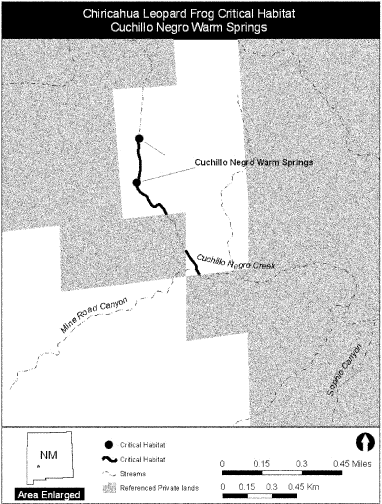 Chiricahua Leopard Frog Critical Habitat
Cuchillo Negro Warm Springs
Cuchillo Negro Warm Springs
Cuchillo Negro Creek
Mine Road Canyon
NM
Area Enlarged
Critical Habitat
Critical Habitat
Streams
Referenced Private lands
0 0.15 0.3 0.45 Miles
0 0.15 0.3 0.45 Km